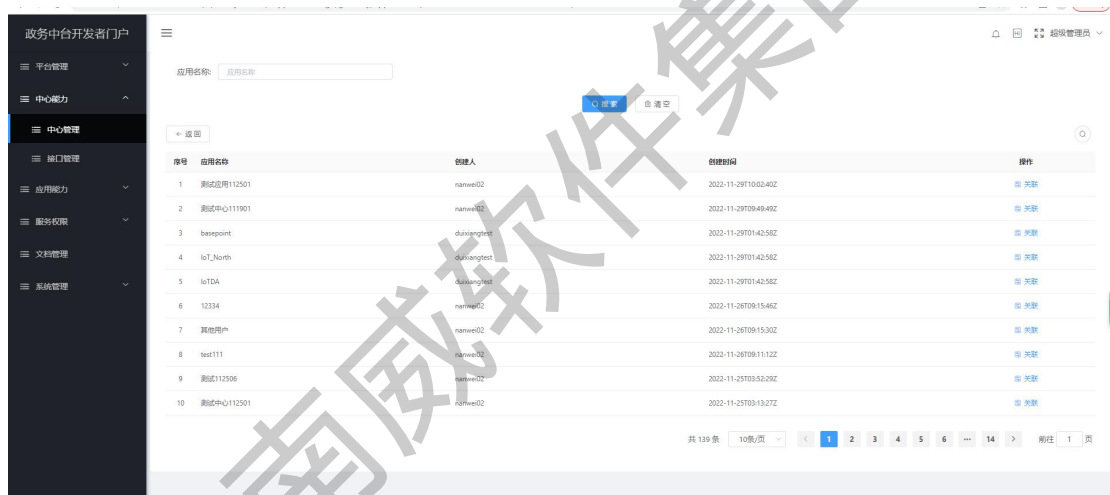 政务中台开发者门户
超级管理员
平台管理
应用名称: 应用名称
中心能力
搜索 清空
中心管理
返回
接口管理
序号 应用名称 创建人 创建时间 操作
1 测试应用112501 nanwei02 2022-11-29T10:02:40Z 关联
应用能力
2 测试中心111901 nanwei02 2022-11-29T09:49:49Z 关联
服务权限
3 basepoint duixiangtest 2022-11-29T01:42:58Z 关联
文档管理
4 IoT_North duixiangtest 2022-11-29T01:42:58Z 关联
系统管理
5 IoTDA duixiangtest 2022-11-29T01:42:58Z 关联
6 12334 nanwei02 2022-11-26T09:15:46Z 关联
7 其他用户 nanwei02 2022-11-26T09:15:30Z 关联
8 test111 nanwei02 2022-11-26T09:11:12Z 关联
9 测试112506 nanwei02 2022-11-25T03:52:29Z 关联
10 测试中心112501 nanwei02 2022-11-25T03:13:27Z 关联
共 139 条 10条/页 < 1 2 3 4 5 6 ··· 14 > 前往 1 页
南威软件集